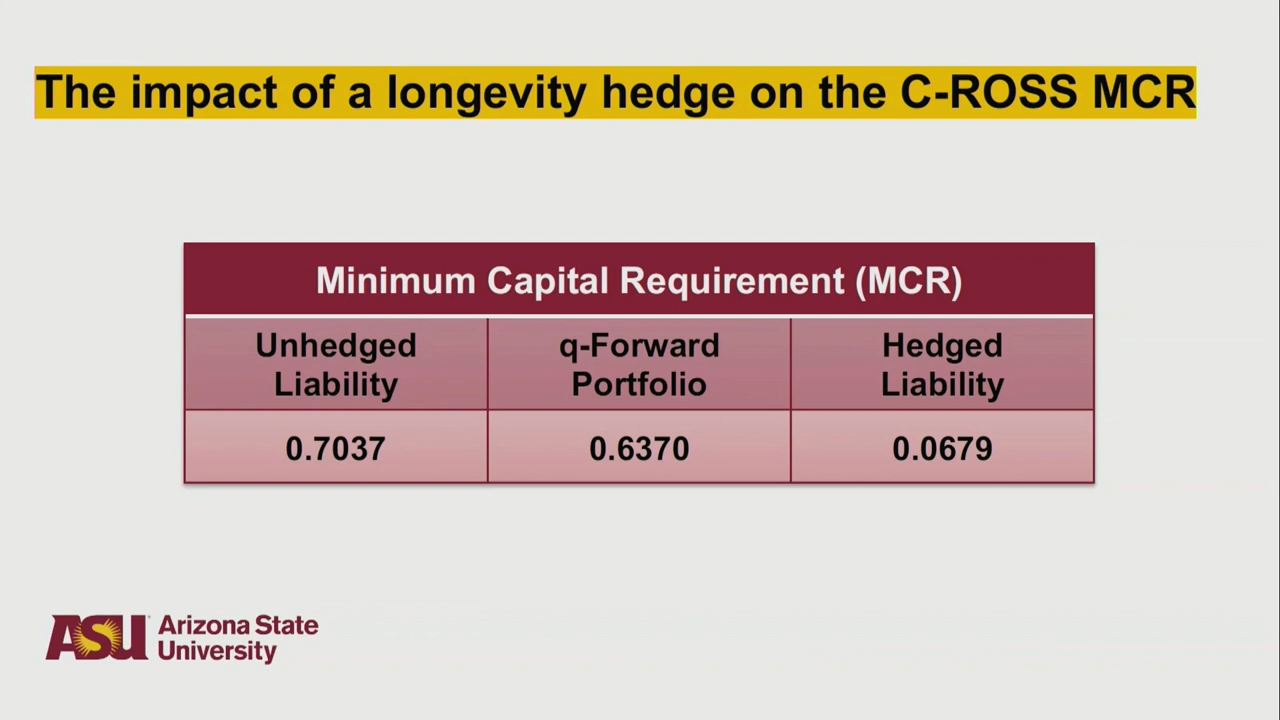 The impact of a longevity hedge on the C-ROSS MCR
Minimum Capital Requirement (MCR)
Unhedged
Liability
q-Forward
Portfolio
Hedged
Liability
0.7037
0.6370
0.0679
ASU
Arizona State
University